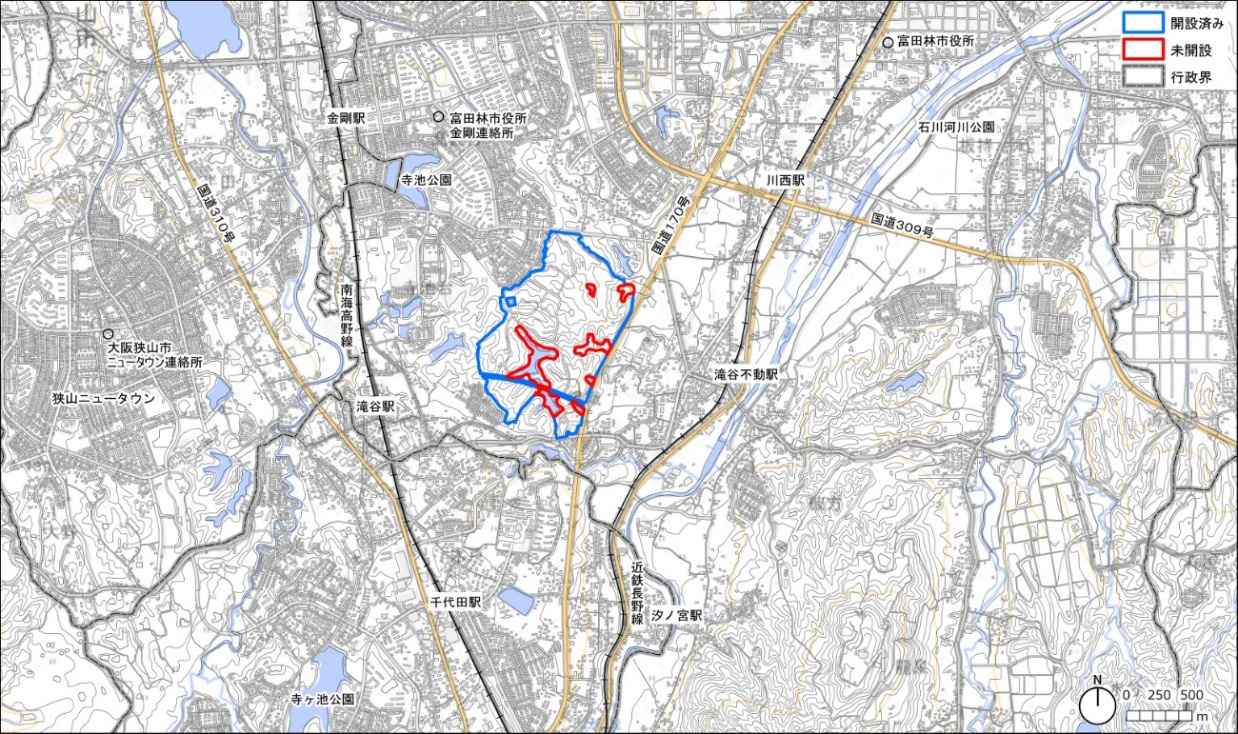 開設済み
未開設
行政界
富田林市役所
金剛駅
富田林市役所
金剛連絡所
石川河川公園
寺池公園
川西駅
国道310号
国道170号
国道309号
南海高野線
大阪狭山市
ニュータウン連絡所
狭山ニュータウン
滝谷駅
滝谷不動駅
彼方
近鉄長野線
千代田駅
汐ノ宮駅
龍泉
寺ヶ池公園
N
0 250 500
m